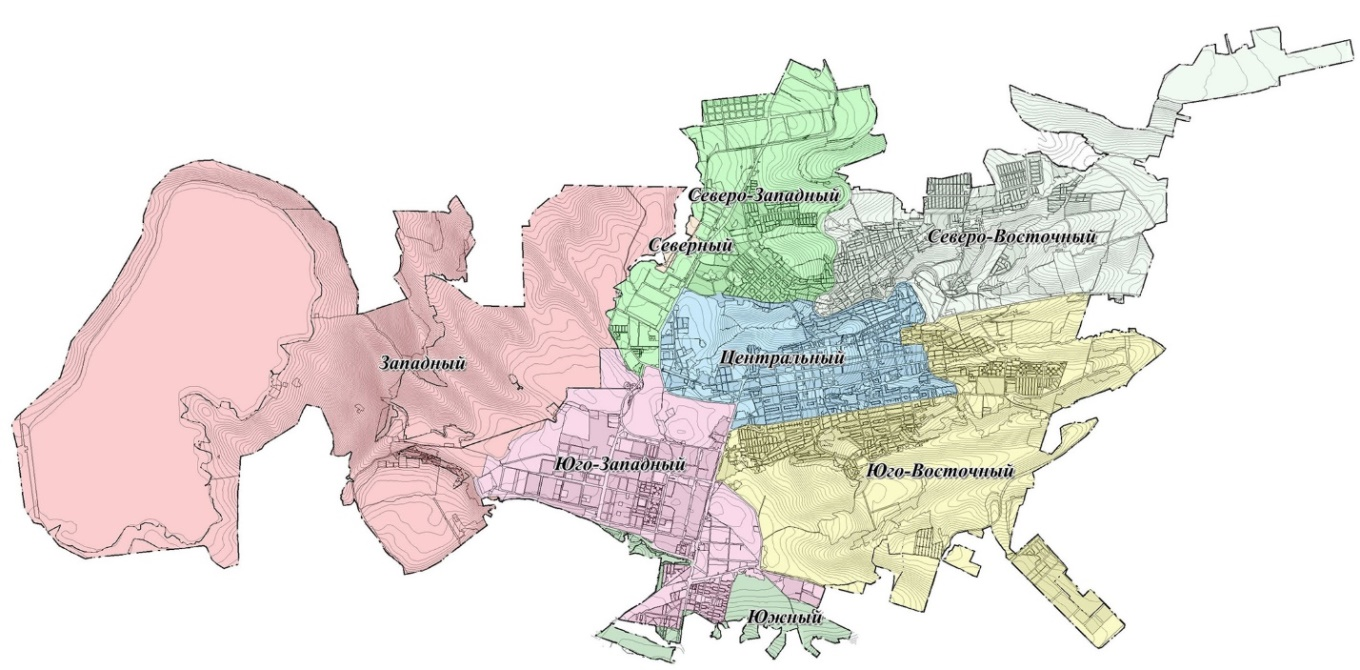 Северо-Западный
Северный
Северо-Восточный
Западный
Центральный
Юго-Западный
Юго-Восточный
Южный